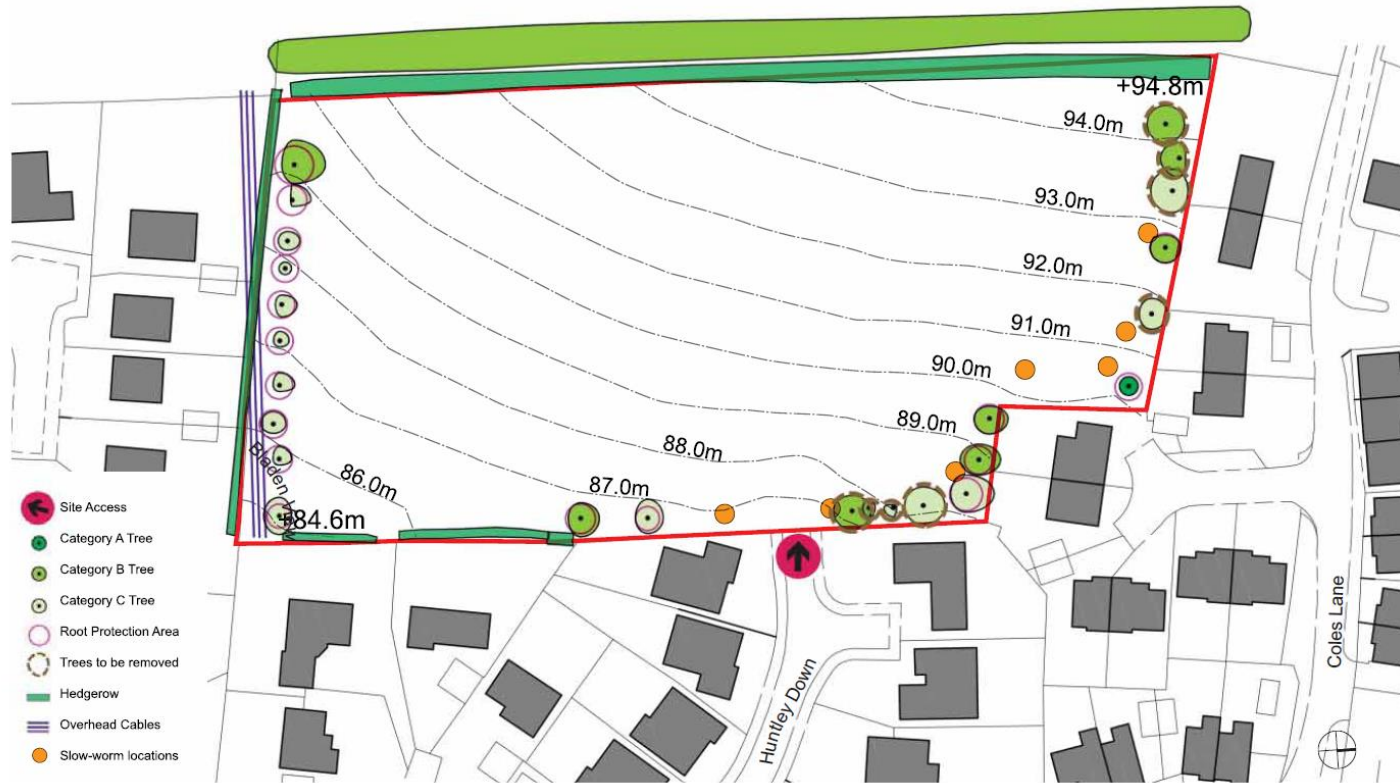 +94.8m
94.0m
93.0m
92.0m
91.0m
90.0m
89.0m
88.0m
87.0m
86.0m
Bladen
+84.6m
Site Access
Category A Tree
Category B Tree
Category C Tree
Root Protection Area
Trees to be removed
Hedgerow
Overhead Cables
Slow-worm locations
Huntley Down
Coles Lane